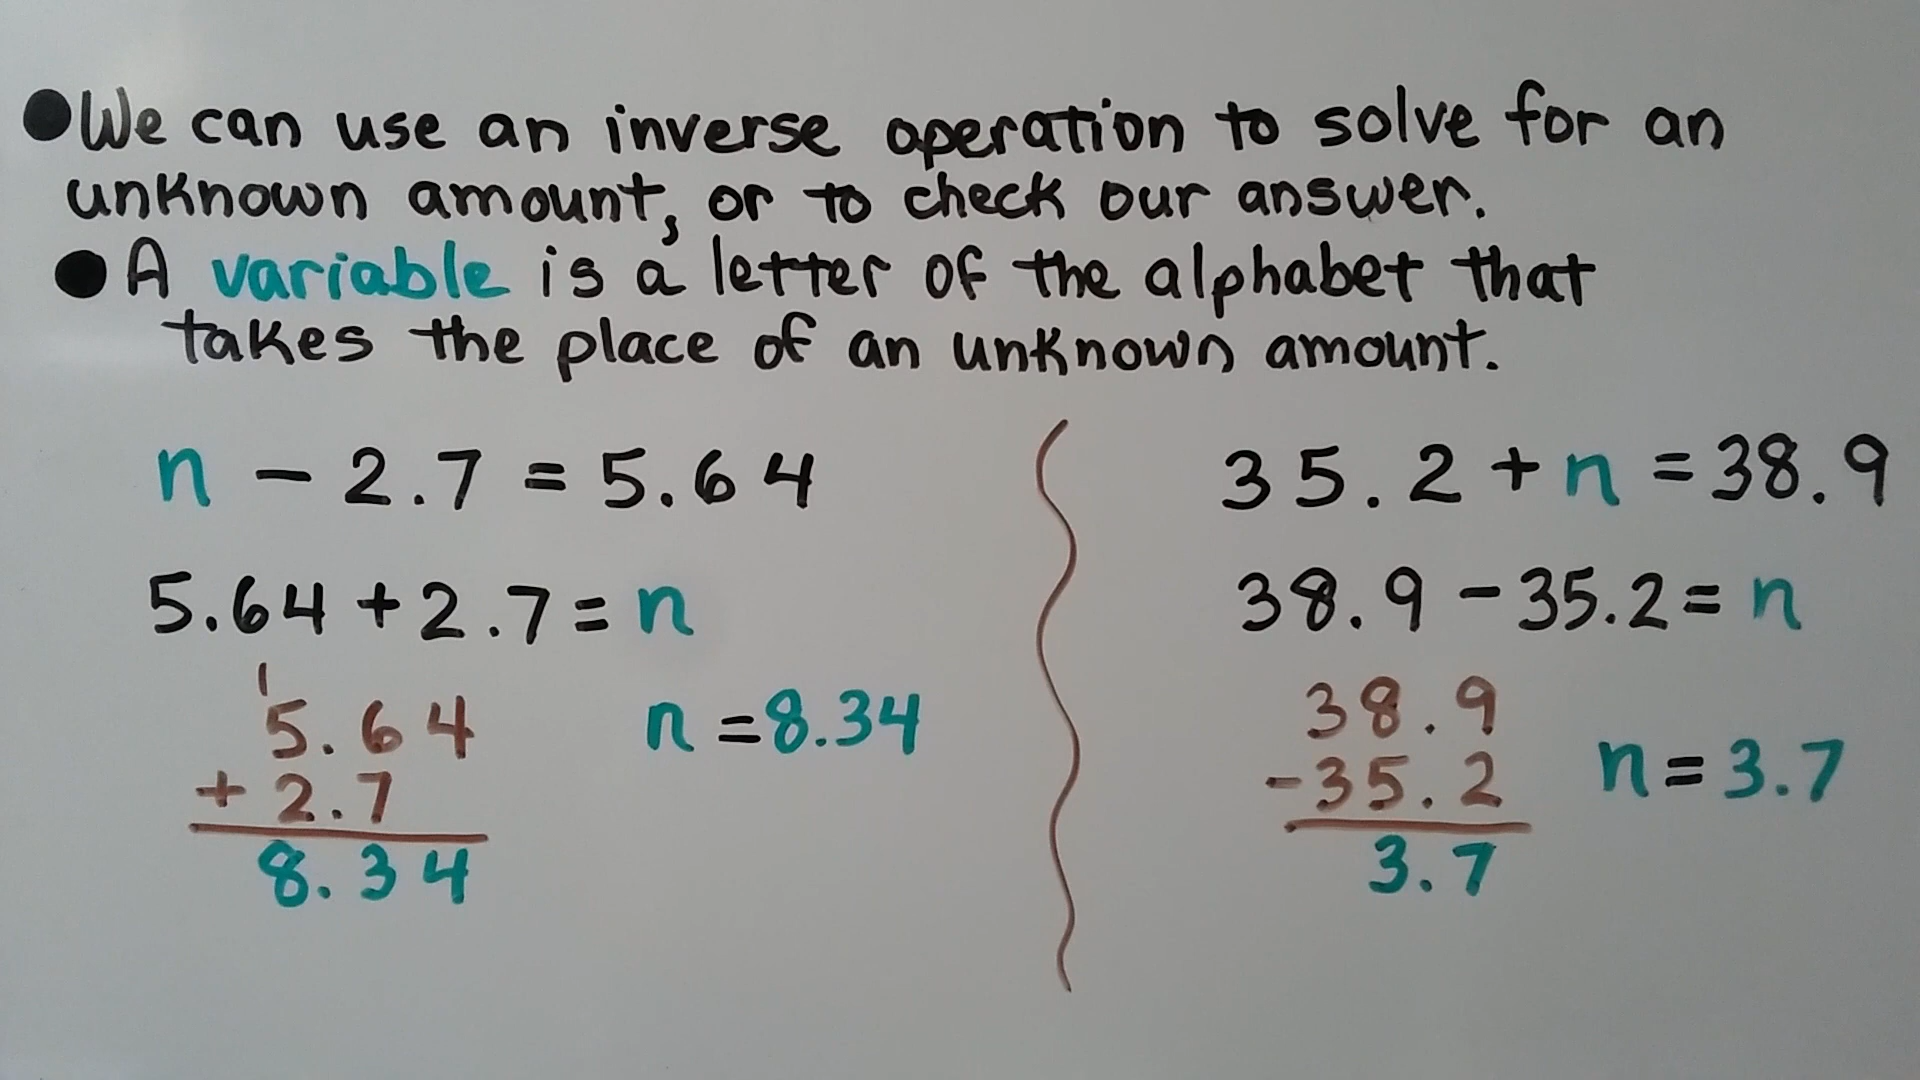 ●We can use an inverse operation to solve for an
unknown amount, or to check our answer.
●A variable is a letter of the alphabet that
takes the place of an unknown amount.
n - 2.7 = 5.64
5.64 + 2.7 = n
1
5.64
+ 2.7
8.34
n = 8.34
35.2 + n = 38.9
38.9 - 35.2 = n
38.9
-35.2
3.7
n = 3.7